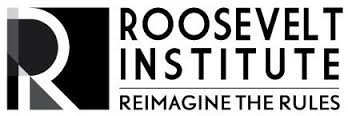 R
ROOSEVELT
INSTITUTE
REIMAGINE THE RULES